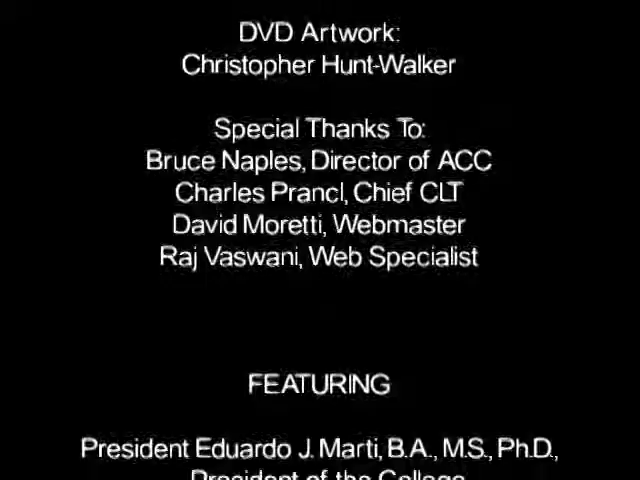 DVD Artwork:
Christopher Hunt-Walker
Special Thanks To:
Bruce Naples, Director of ACC
Charles Prancl, Chief CLT
David Moretti, Webmaster
Raj Vaswani, Web Specialist
FEATURING
President Eduardo J. Marti, B.A., M.S., Ph.D.,
President of the College